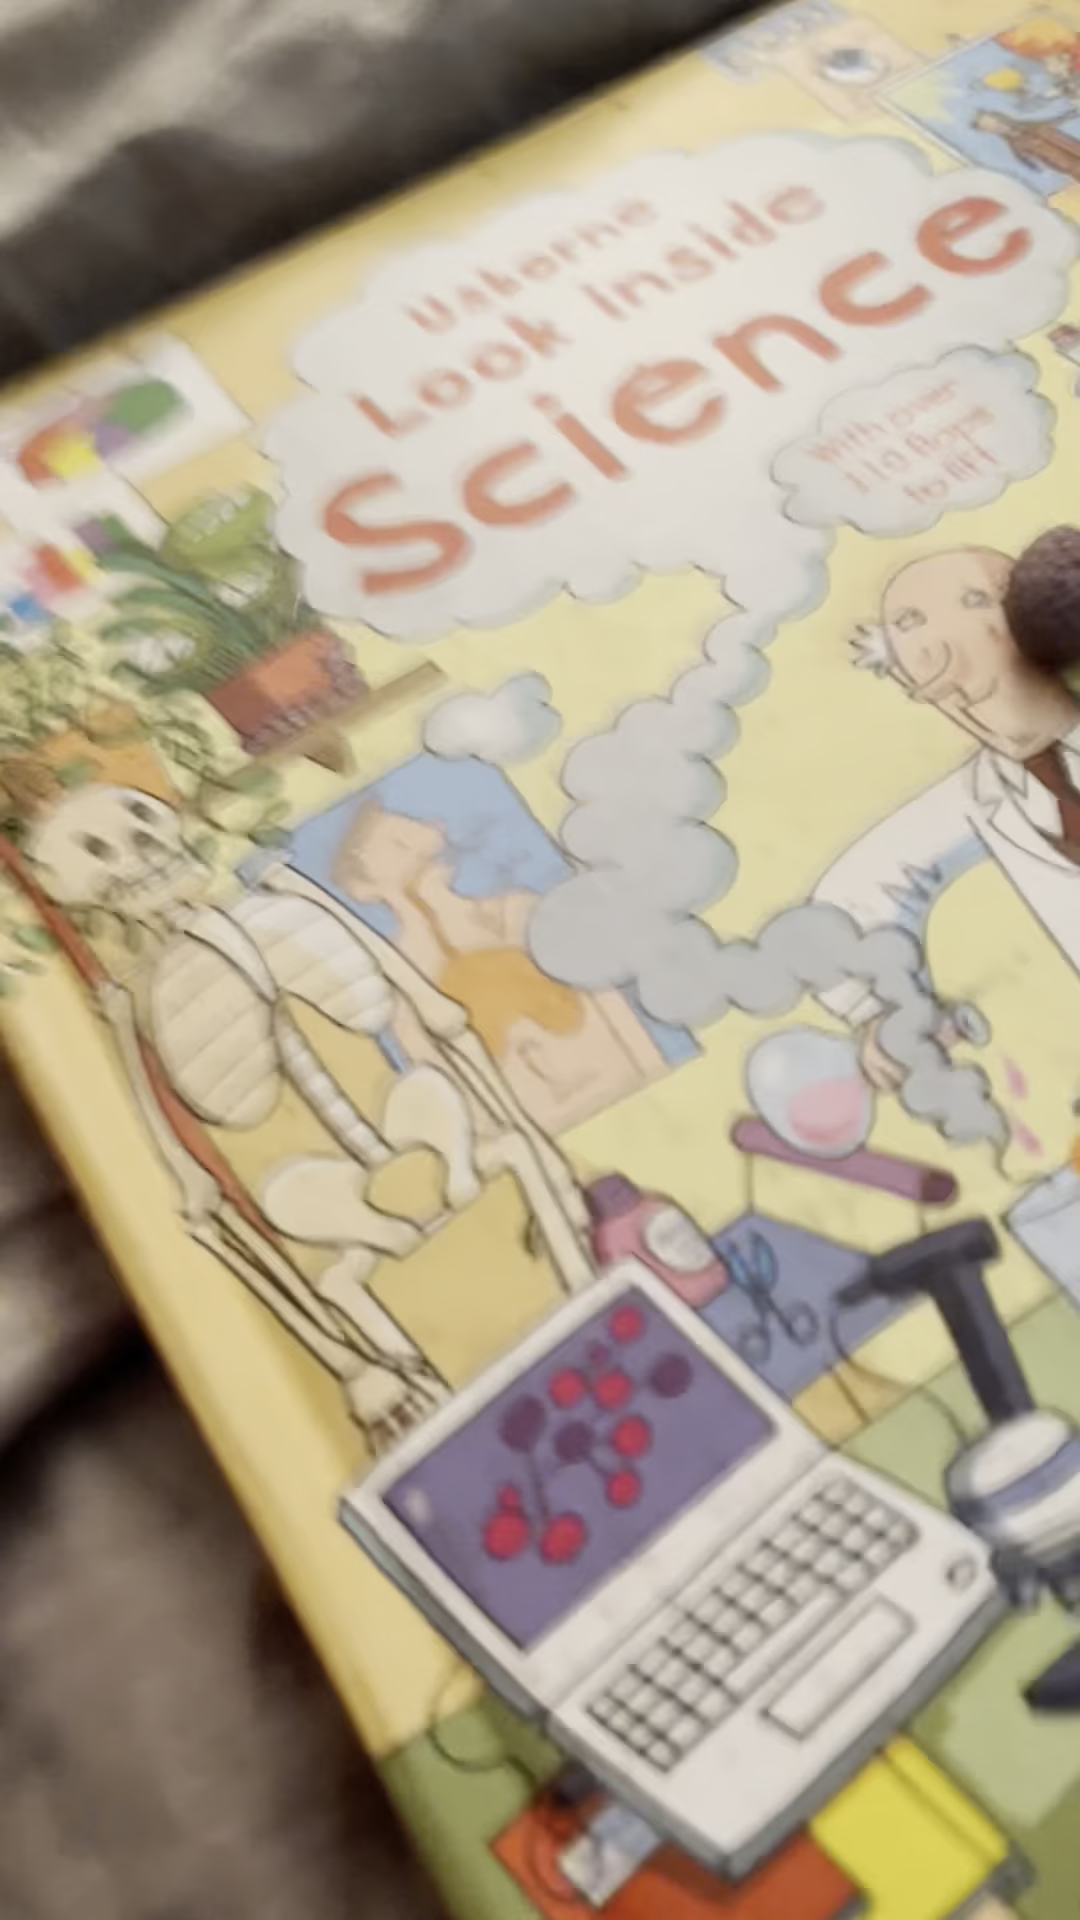 Usborne
Look Inside
Science
With over
110 flaps
to lift